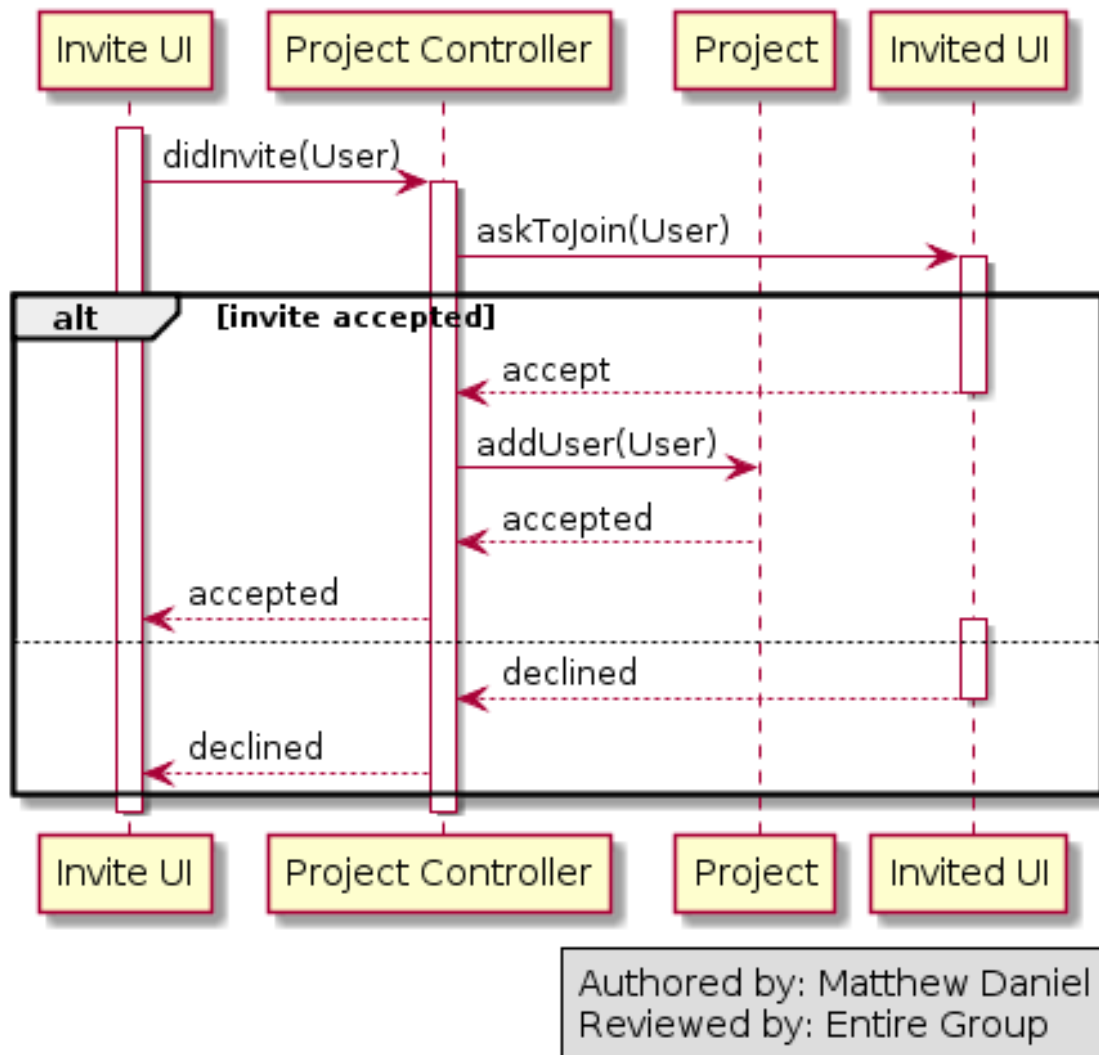 Invite UI Project Controller Project Invited UI
didInvite(User)
askToJoin(User)
alt [invite accepted]
accept
addUser(User)
accepted
accepted
declined
declined
Invite UI Project Controller Project Invited UI
Authored by: Matthew Daniel
Reviewed by: Entire Group